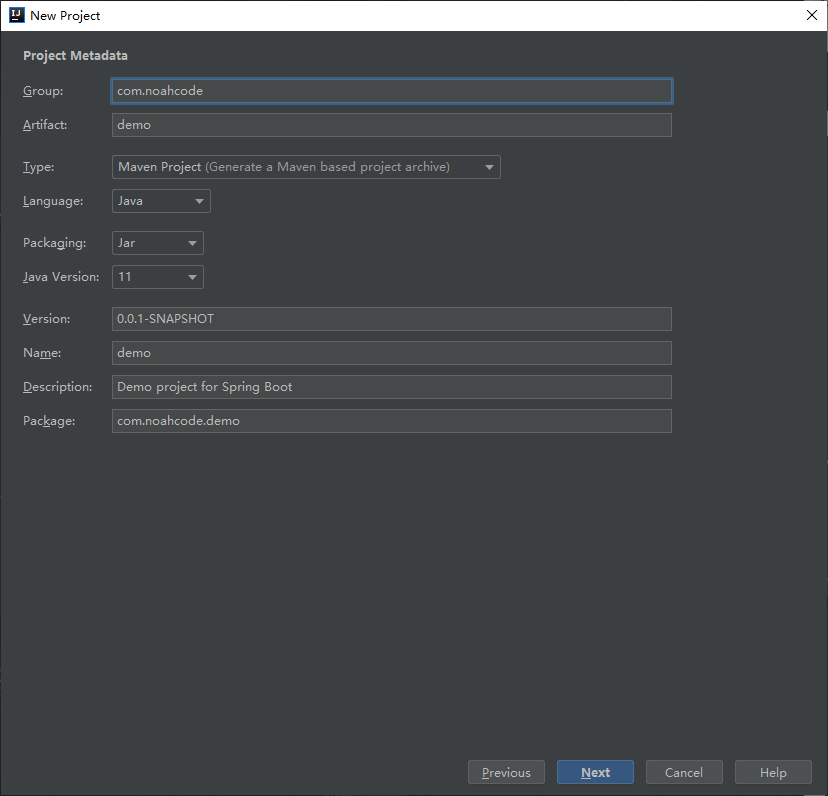 IJ New Project
Project Metadata
Group: com.noahcode
Artifact: demo
Type: Maven Project (Generate a Maven based project archive)
Language: Java
Packaging: Jar
Java Version: 11
Version: 0.0.1-SNAPSHOT
Name: demo
Description: Demo project for Spring Boot
Package: com.noahcode.demo
Previous Next Cancel Help